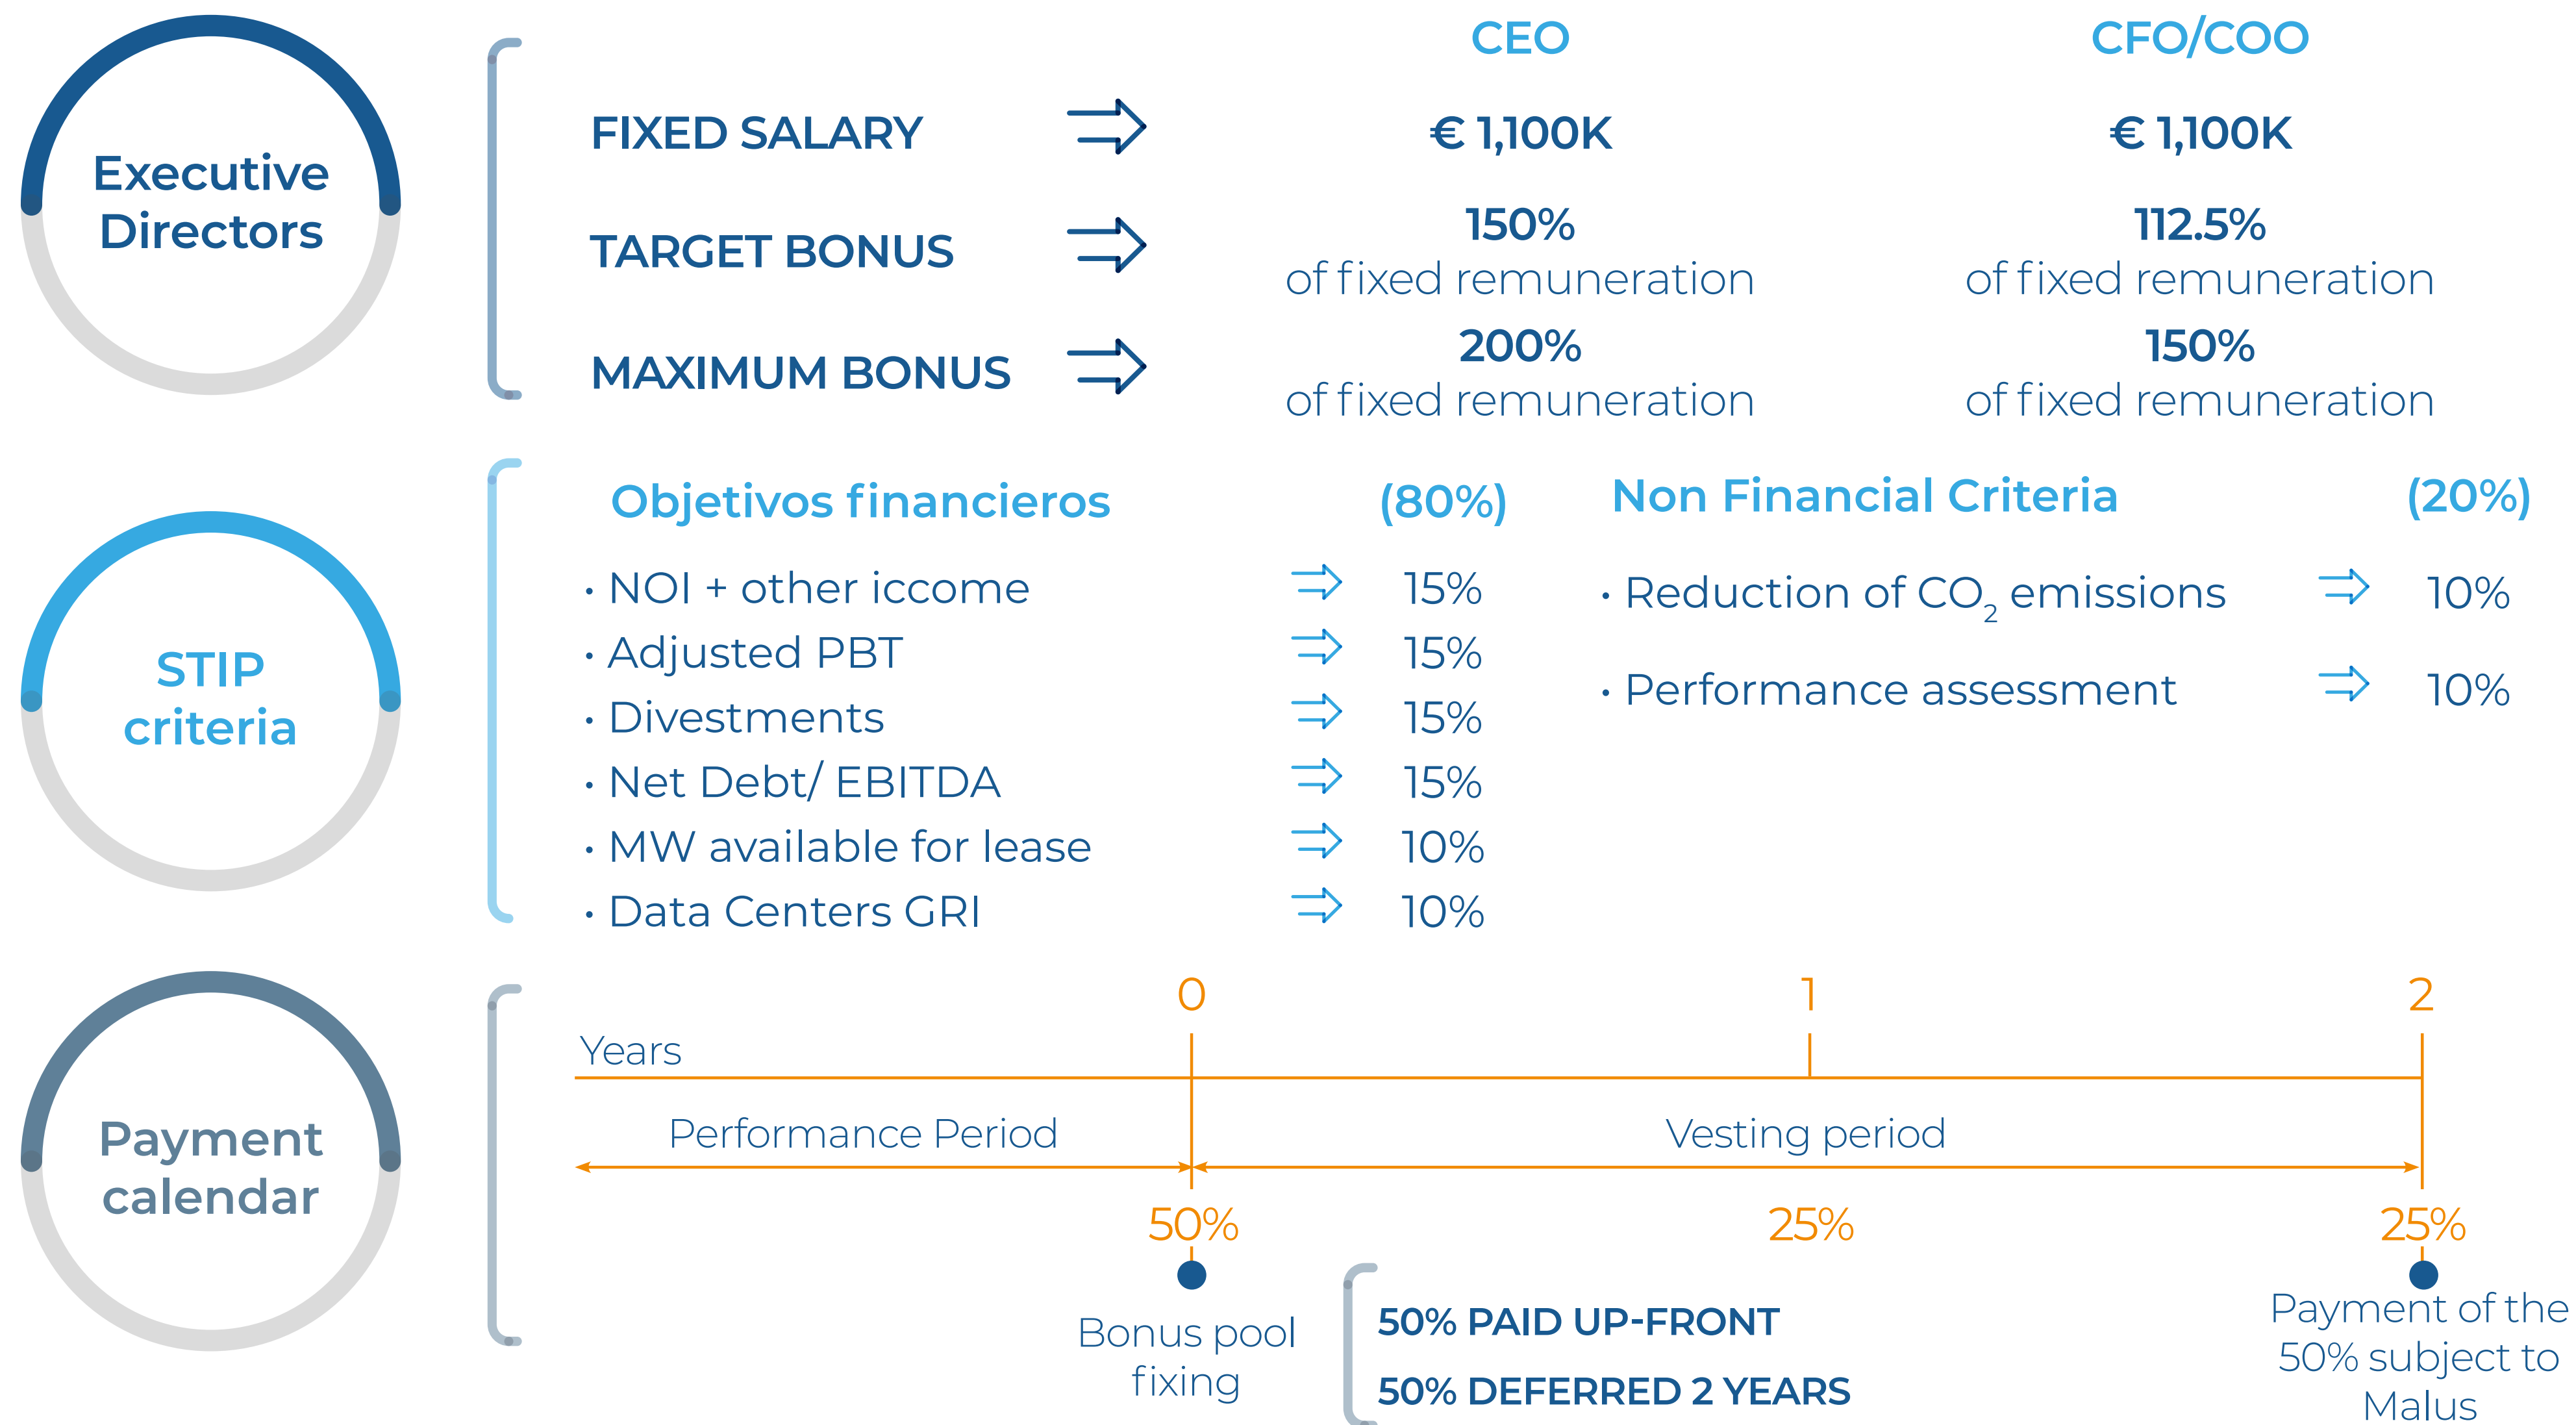 Executive
Directors
CEO
CFO/COO
FIXED SALARY
€ 1,100K
€ 1,100K
TARGET BONUS
150%
of fixed remuneration
112.5%
of fixed remuneration
MAXIMUM BONUS
200%
of fixed remuneration
150%
of fixed remuneration
STIP
criteria
Objetivos financieros (80%)
· NOI + other iccome 15%
· Adjusted PBT 15%
· Divestments 15%
· Net Debt/ EBITDA 15%
· MW available for lease 10%
· Data Centers GRI 10%
Non Financial Criteria (20%)
· Reduction of CO₂ emissions 10%
· Performance assessment 10%
Payment
calendar
0 1 2
Years
Performance Period
Vesting period
50% 25% 25%
Bonus pool
fixing
50% PAID UP-FRONT
50% DEFERRED 2 YEARS
Payment of the
50% subject to
Malus